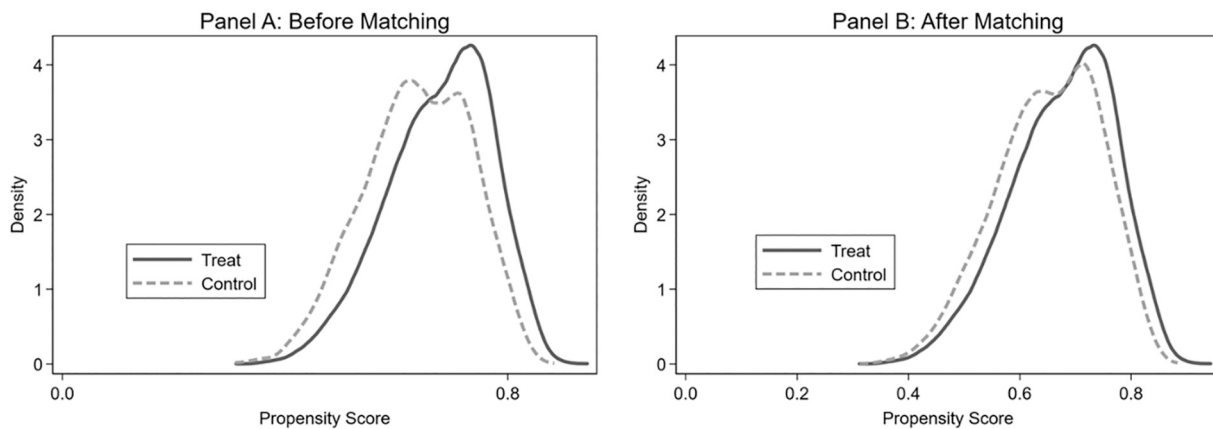 Panel A: Before Matching
Density
4
3
2
1
0
Treat
Control
0.0
0.8
Propensity Score
Panel B: After Matching
Density
4
3
2
1
0
Treat
Control
0.0
0.2
0.4
0.6
0.8
Propensity Score